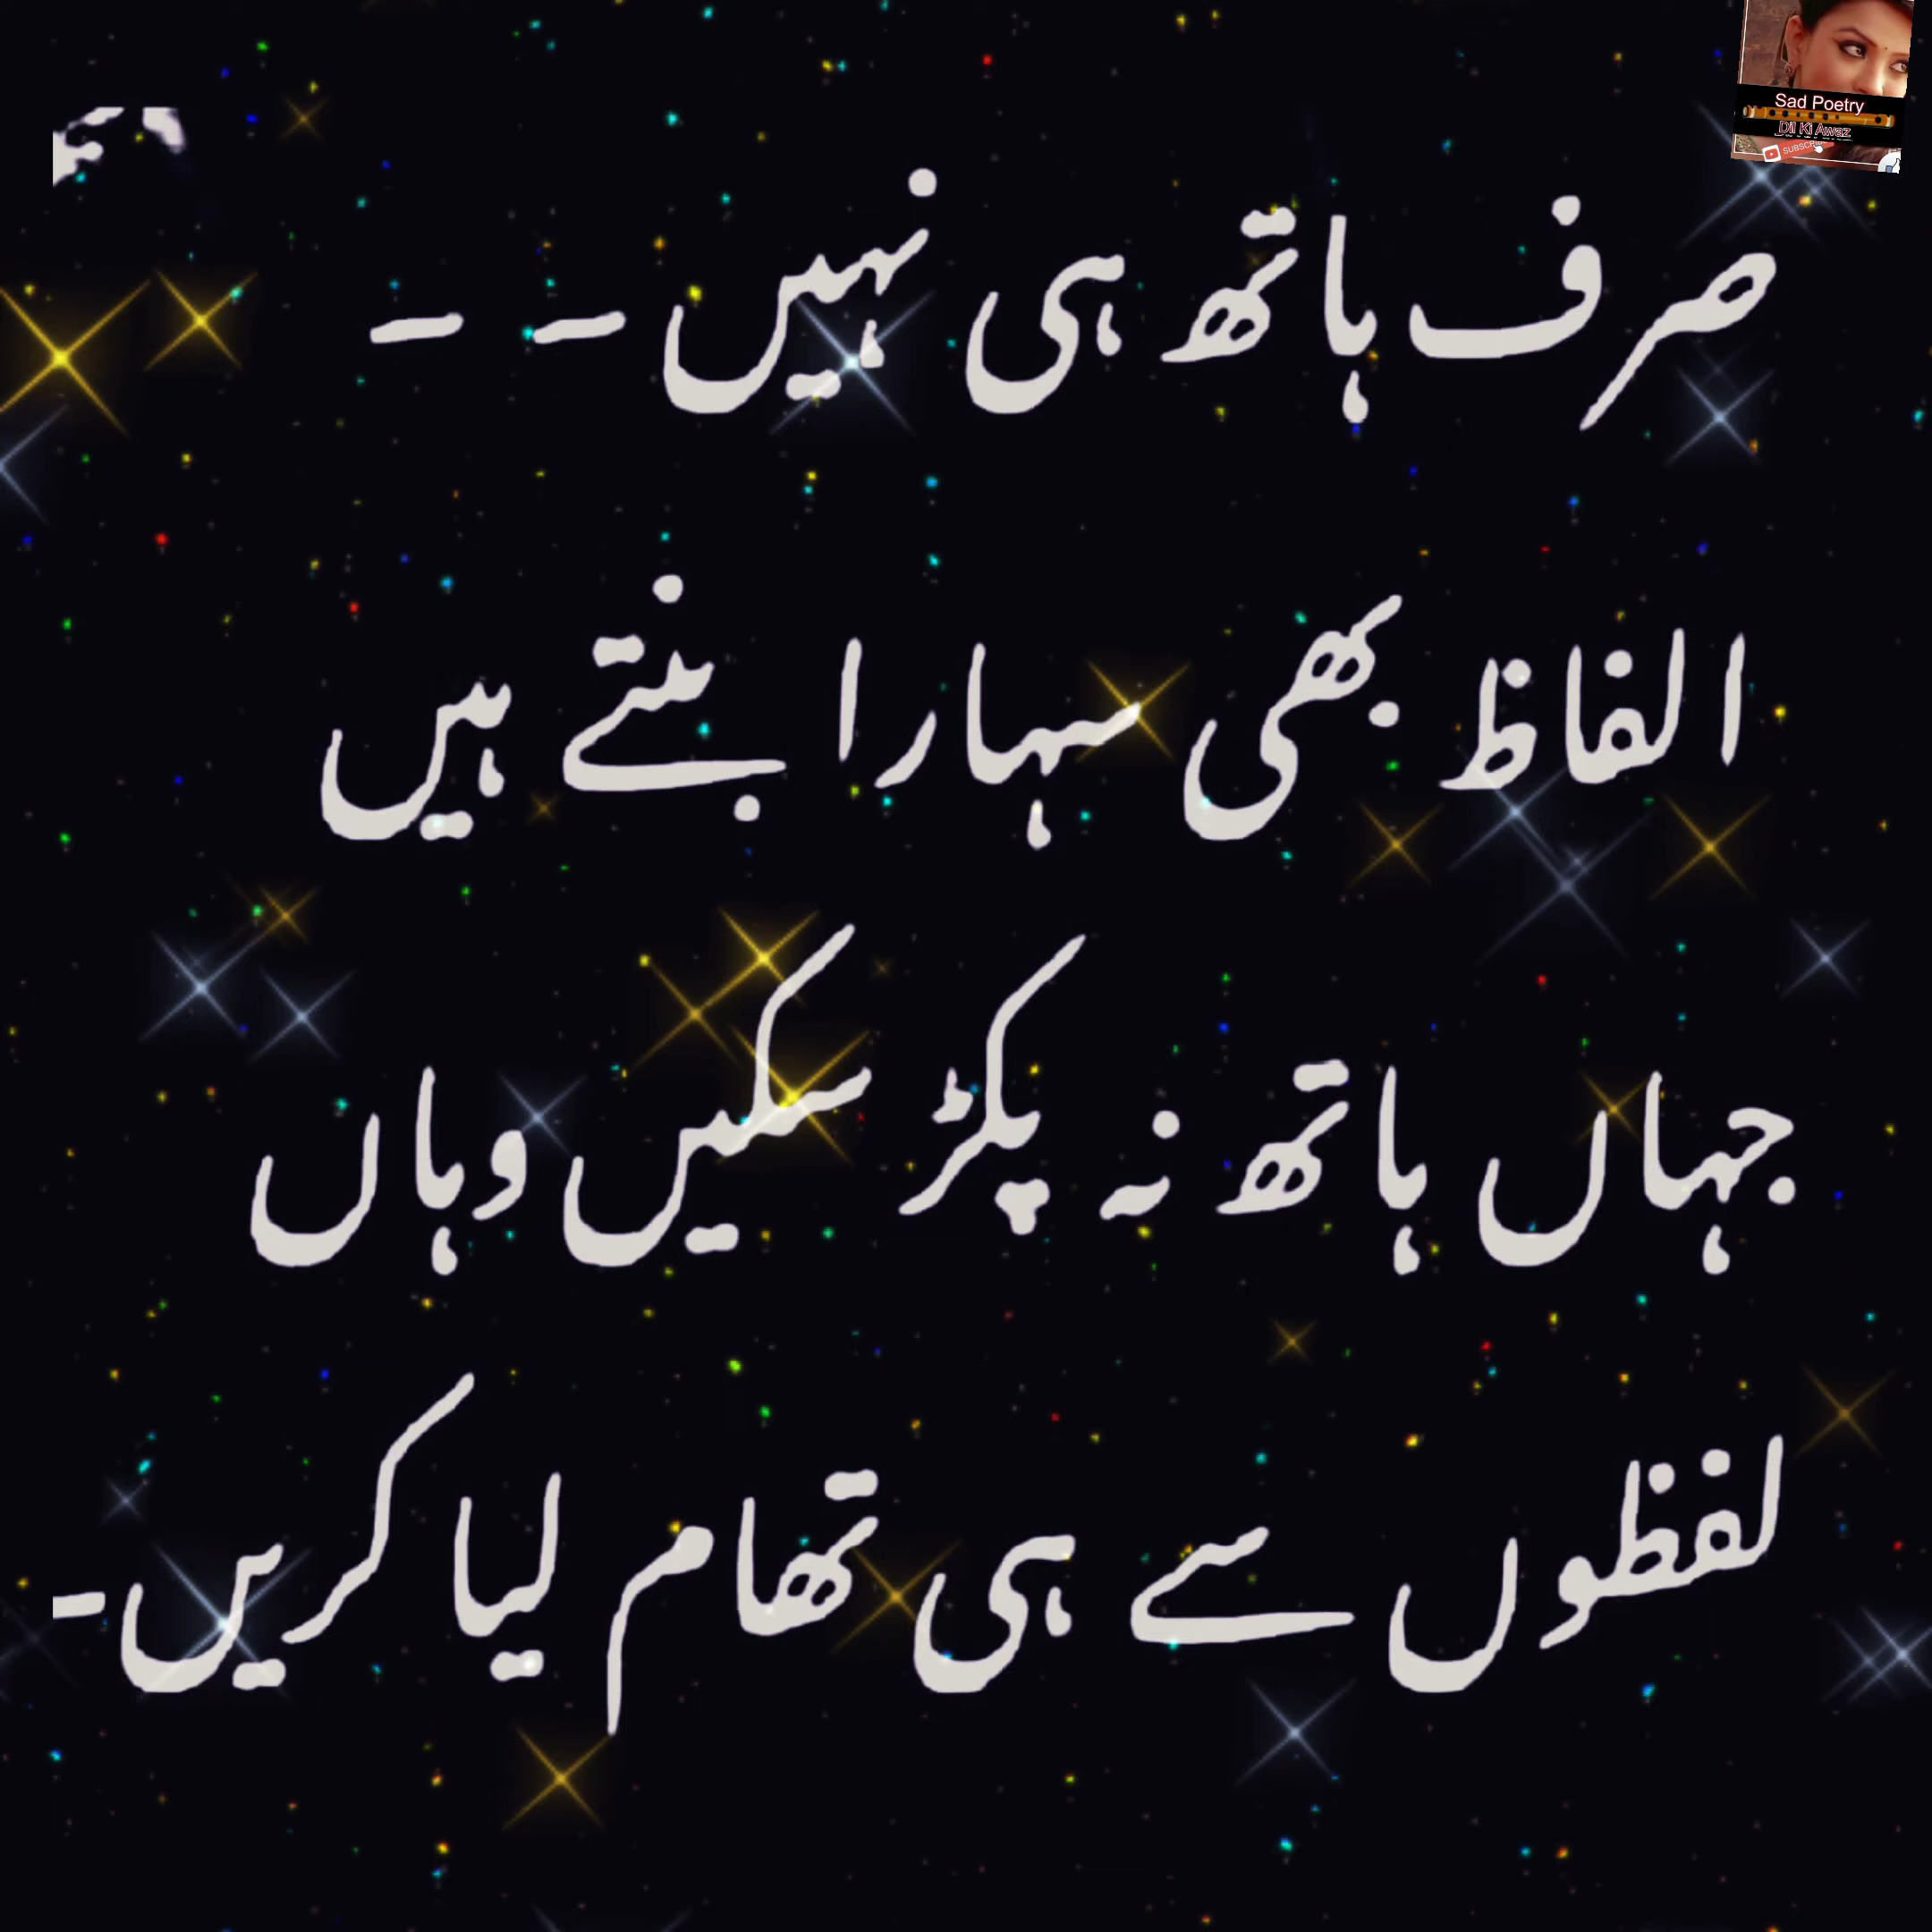 Sad Poetry
Dil Ki Awaz
SUBSCRIBE
صرف ہاتھ ہی نہیں ۔ ۔
الفاظ بھی سہارا بنتے ہیں
جہاں ہاتھ نہ پکڑ سکیں وہاں
لفظوں سے ہی تھام لیا کریں۔